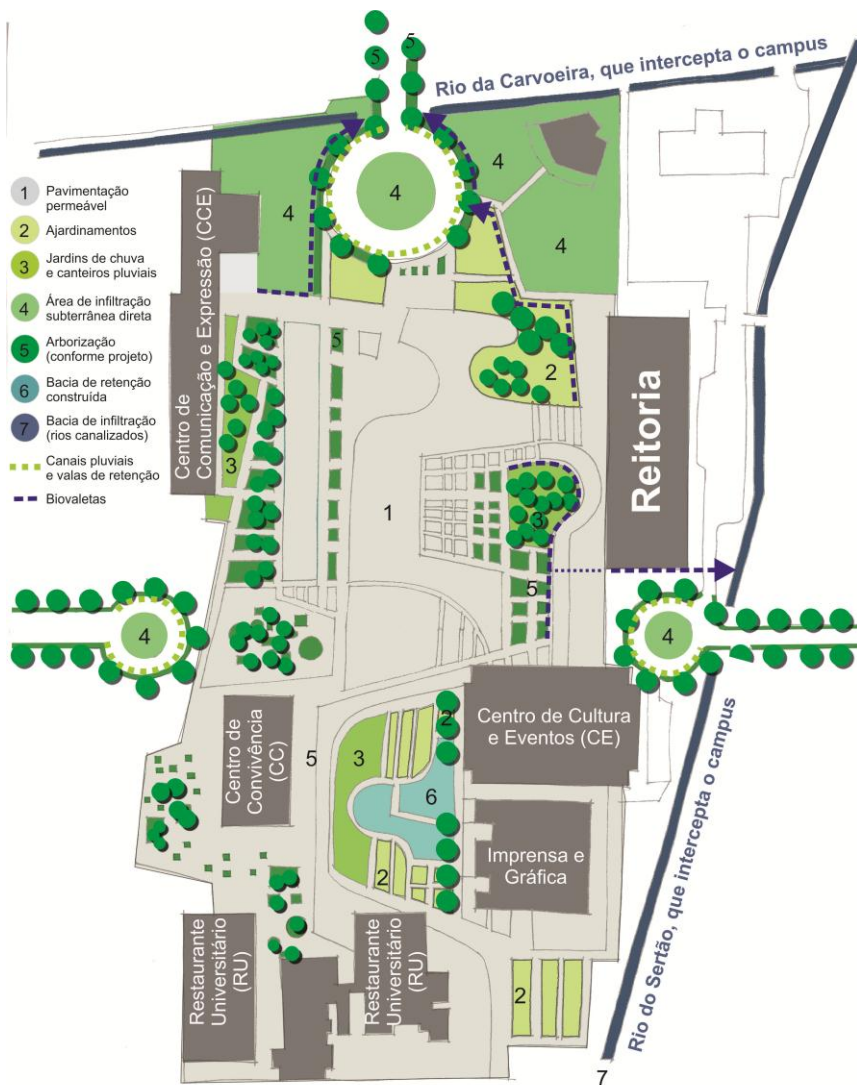 5
5
Rio da Carvoeira, que intercepta o campus
1 Pavimentação
permeável
2 Ajardinamentos
3 Jardins de chuva
e canteiros pluviais
4 Área de infiltração
subterrânea direta
5 Arborização
(conforme projeto)
6 Bacia de retenção
construída
7 Bacia de infiltração
(rios canalizados)
Canais pluviais
e valas de retenção
Biovaletas
Centro de
Comunicação e Expressão (CCE)
4
4
4
4
5
2
3
1
3
5
Reitoria
4
4
Centro de
Convivência
(CC)
5
3
2
6
2
Centro de Cultura
e Eventos (CE)
Imprensa e
Gráfica
Restaurante
Universitário
(RU)
Restaurante
Universitário
(RU)
2
Rio do Sertão, que intercepta o campus
7